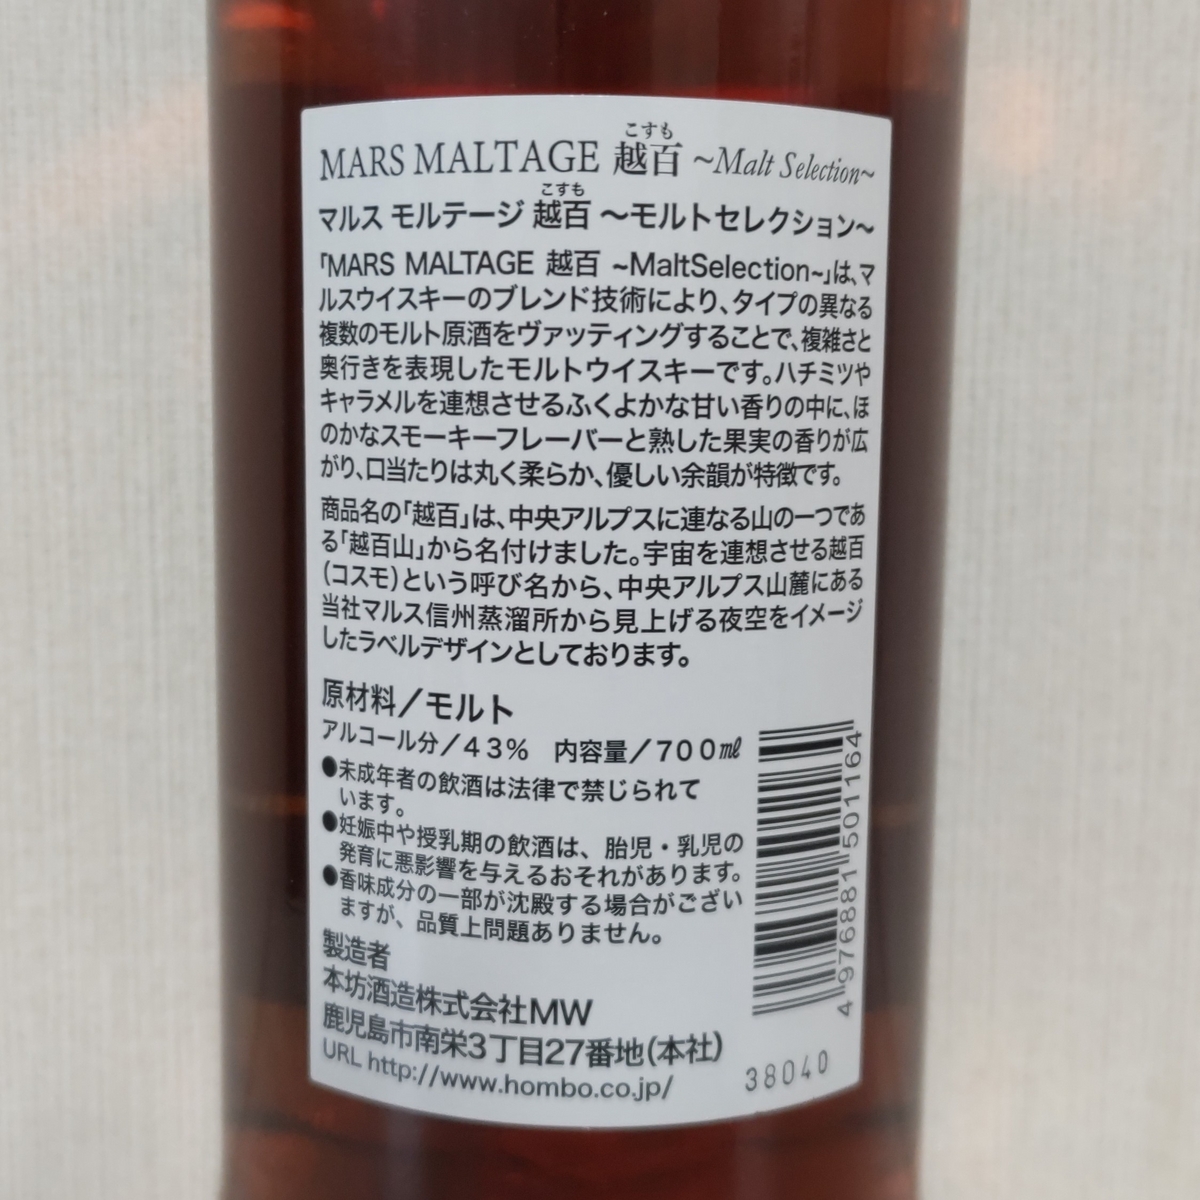 こすも
MARS MALTAGE 越百 ~Malt Selection~
こすも
マルス モルテージ 越百 ～モルトセレクション～
「MARS MALTAGE 越百 ~MaltSelection~」は、マ
ルスウイスキーのブレンド技術により、タイプの異なる
複数のモルト原酒をヴァッティングすることで、複雑さと
奥行きを表現したモルトウイスキーです。ハチミツや
キャラメルを連想させるふくよかな甘い香りの中に、ほ
のかなスモーキーフレーバーと熟した果実の香りが広
がり、口当たりは丸く柔らか、優しい余韻が特徴です。
商品名の「越百」は、中央アルプスに連なる山の一つであ
る「越百山」から名付けました。宇宙を連想させる越百
(コスモ)という呼び名から、中央アルプス山麓にある
当社マルス信州蒸溜所から見上げる夜空をイメージ
したラベルデザインとしております。
原材料／モルト
アルコール分／43% 内容量／700㎖
●未成年者の飲酒は法律で禁じられて
います。
●妊娠中や授乳期の飲酒は、胎児・乳児の
発育に悪影響を与えるおそれがあります。
●香味成分の一部が沈殿する場合がござい
ますが、品質上問題ありません。
製造者
本坊酒造株式会社MW
鹿児島市南栄3丁目27番地(本社)
URL http://www.hombo.co.jp/
4976881501164
38040